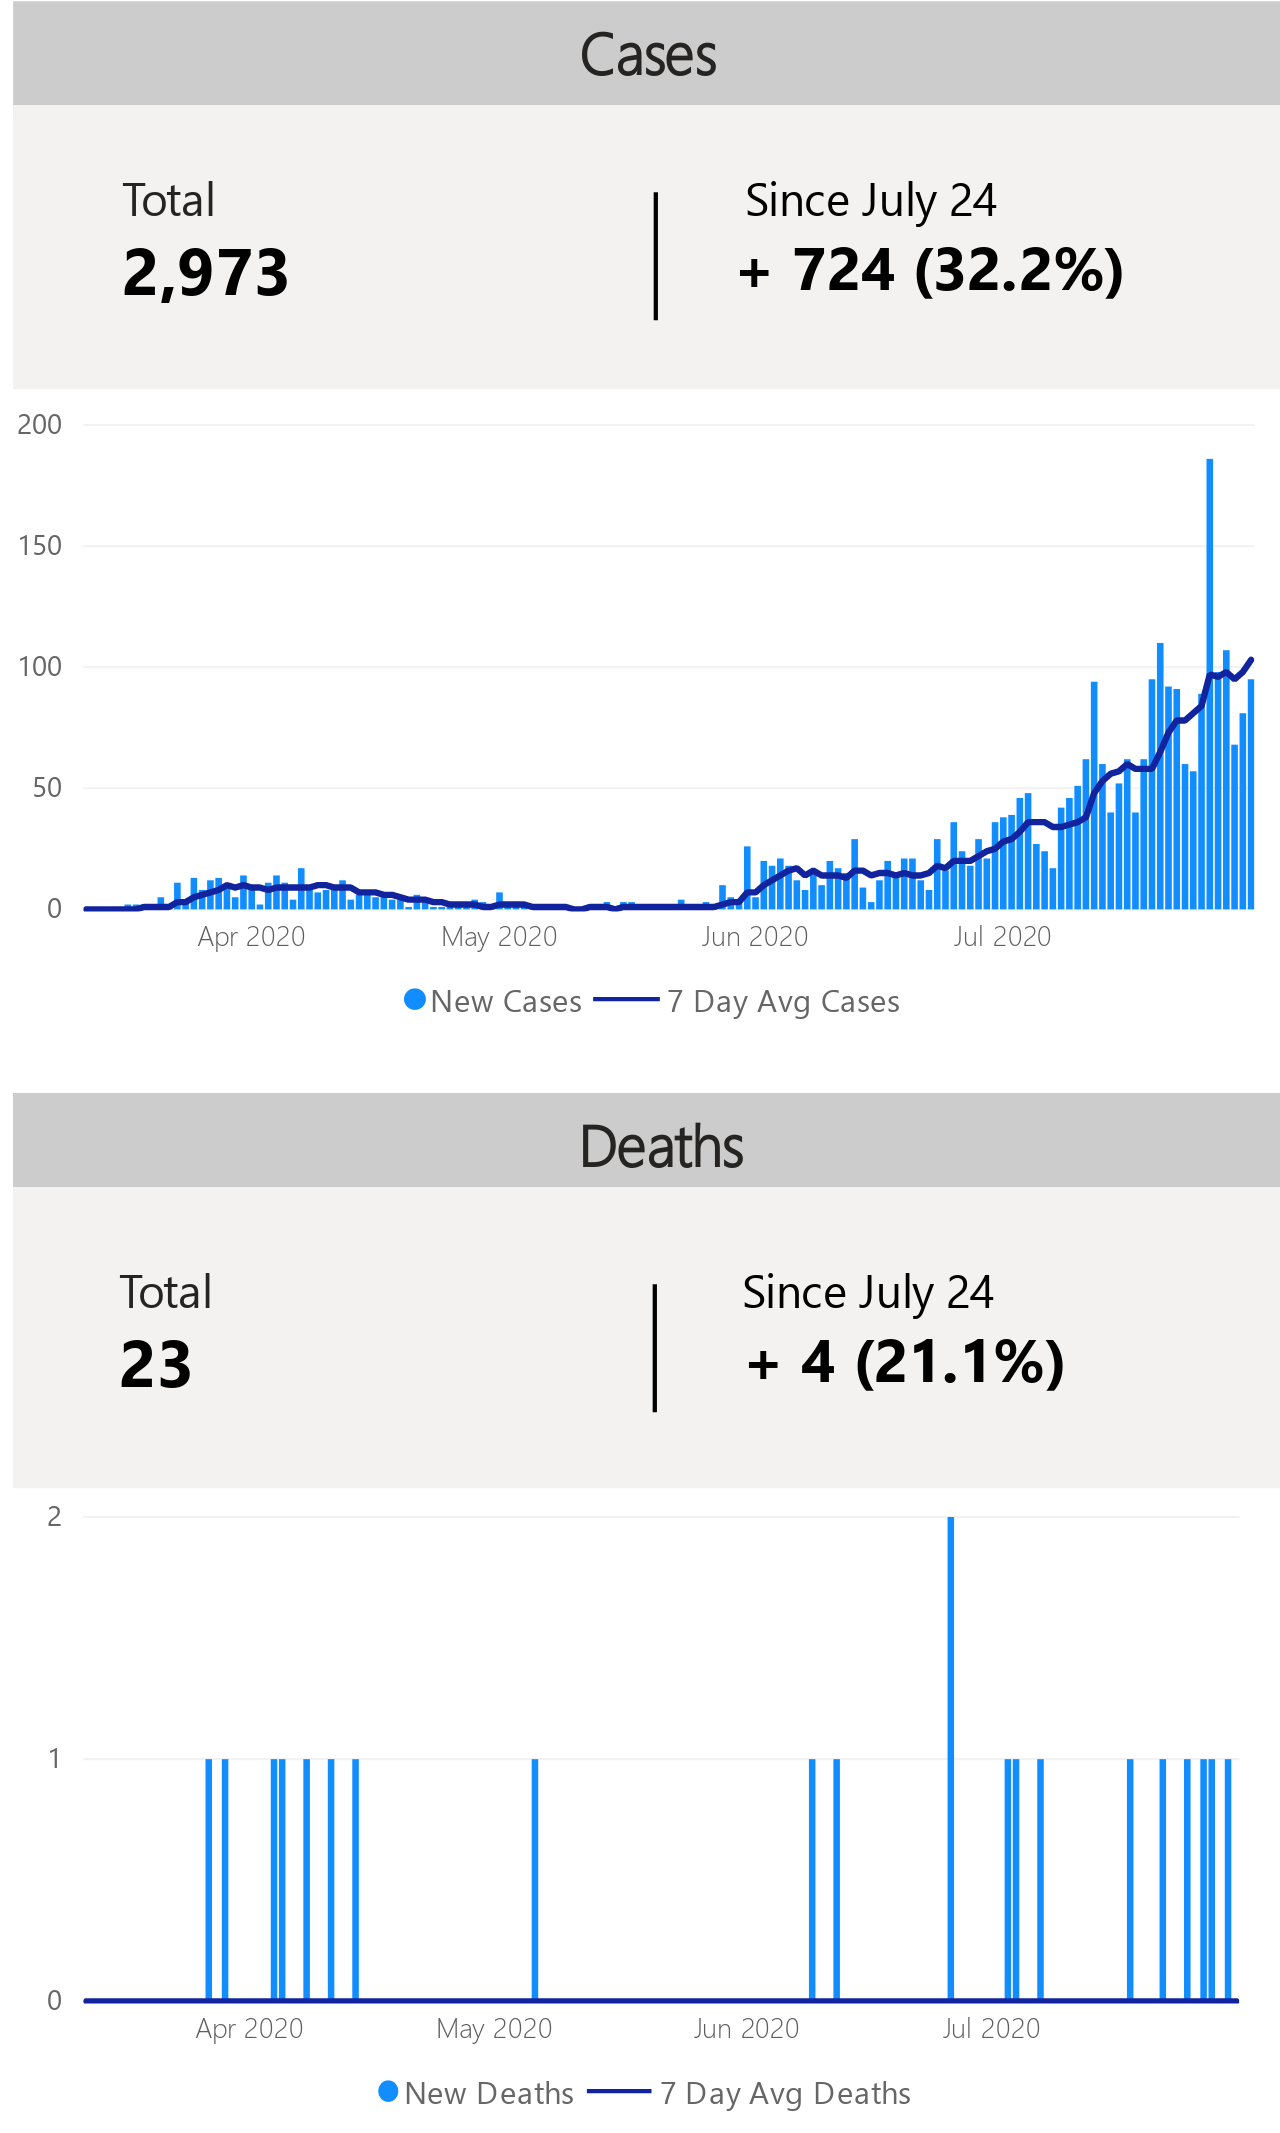 Cases
Total
2,973
Since July 24
+ 724 (32.2%)
200
150
100
50
0
Apr 2020
May 2020
Jun 2020
Jul 2020
New Cases
7 Day Avg Cases
Deaths
Total
23
Since July 24
+ 4 (21.1%)
2
1
0
Apr 2020
May 2020
Jun 2020
Jul 2020
New Deaths
7 Day Avg Deaths